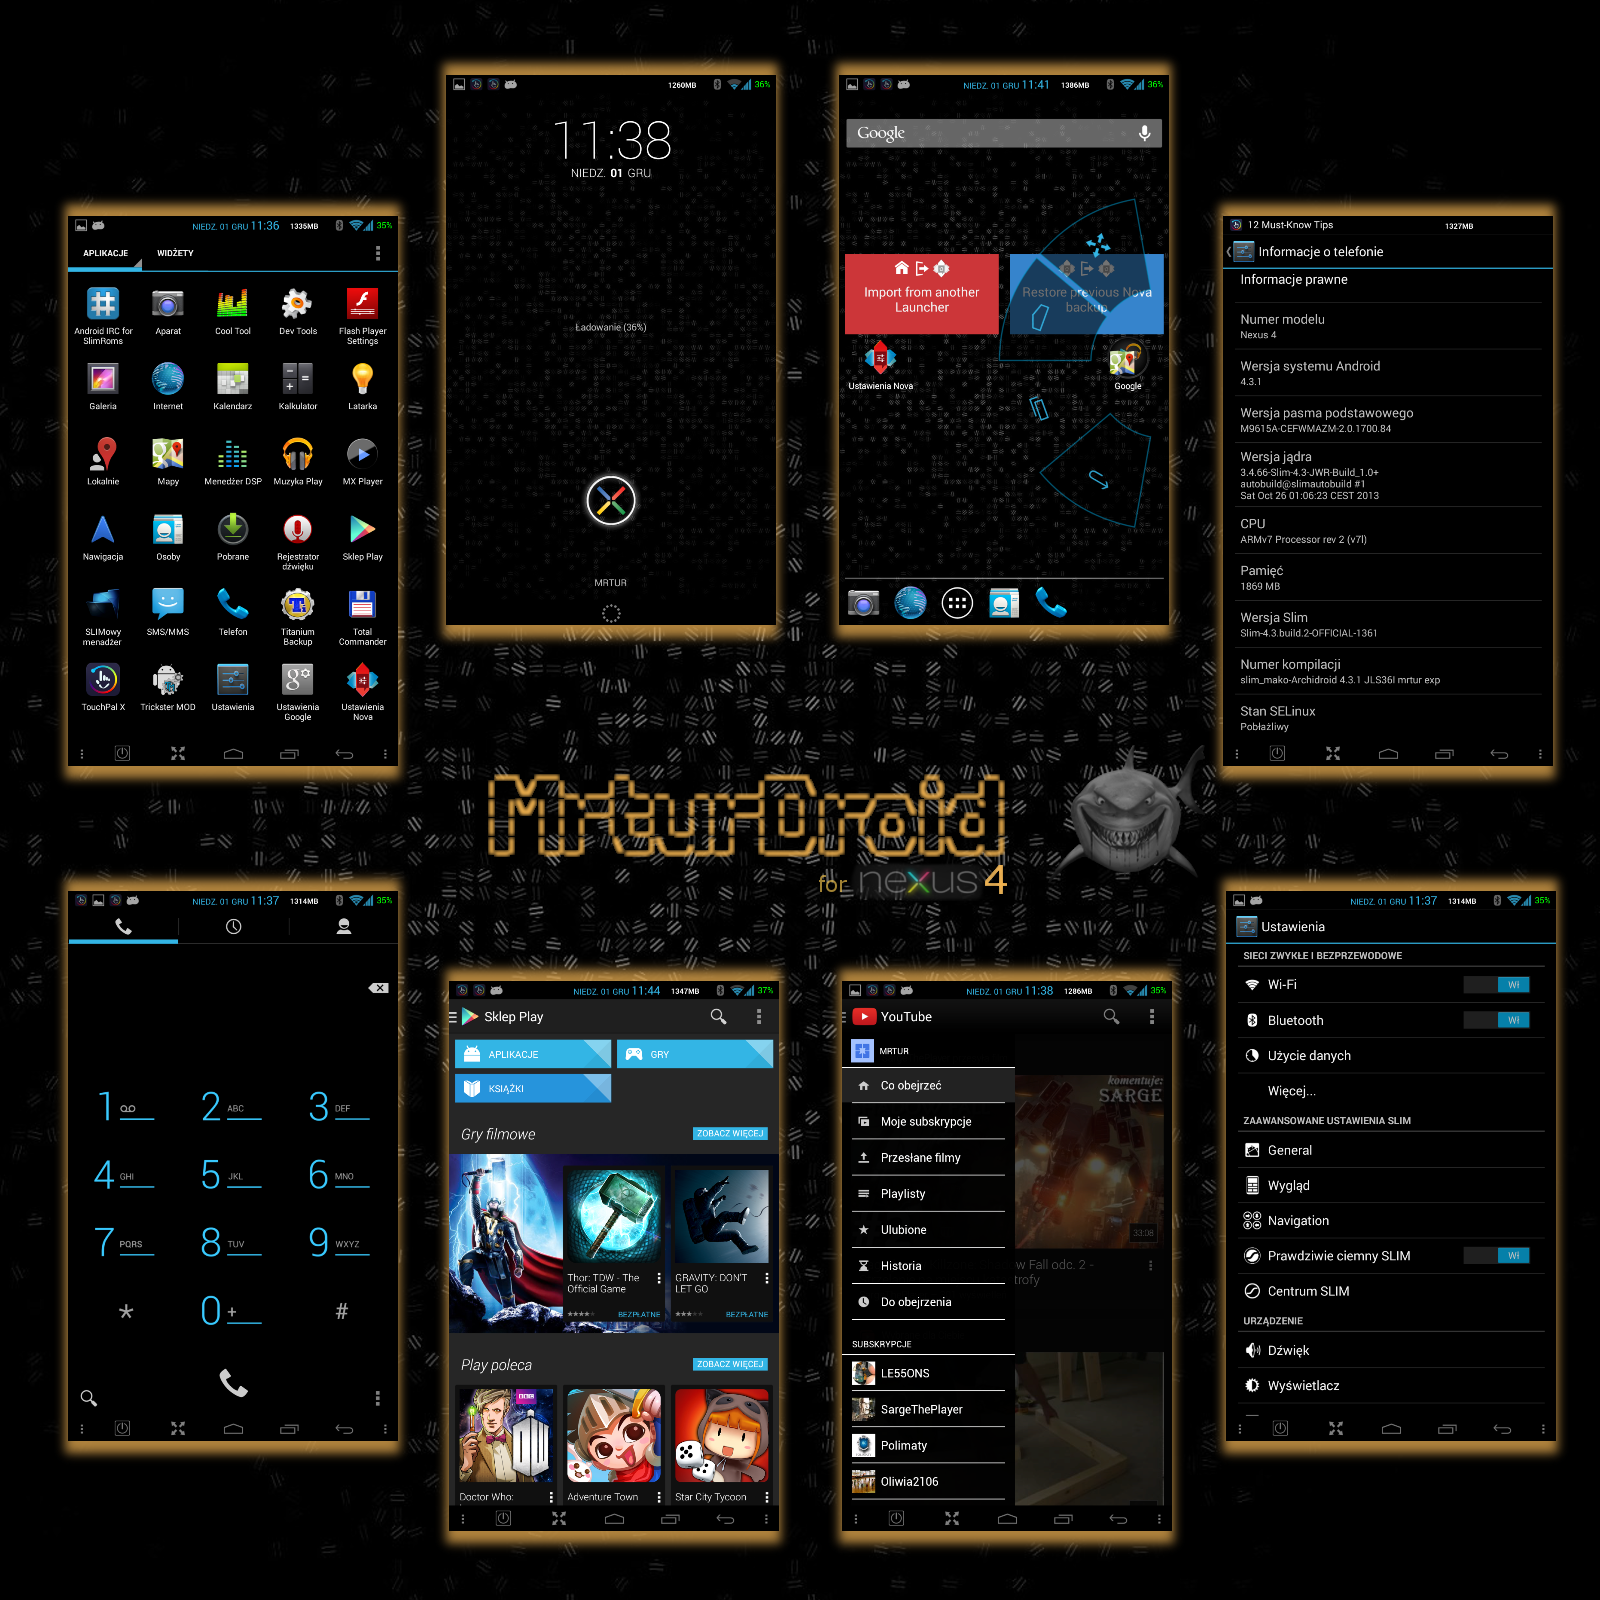 1260MB
36%
11:38
NIEDZ. 01 GRU
Ładowanie (36%)
MRTUR
NIEDZ. 01 GRU 11:41
1386MB
36%
Google
Import from another
Launcher
Restore previous Nova
backup
Ustawienia Nova
Google
NIEDZ. 01 GRU 11:36
1335MB
35%
APLIKACJE
WIDŻETY
Android IRC for
SlimRoms
Aparat
Cool Tool
Dev Tools
Flash Player
Settings
Galeria
Internet
Kalendarz
Kalkulator
Latarka
Lokalnie
Mapy
Menedżer DSP
Muzyka Play
MX Player
Nawigacja
Osoby
Pobrane
Rejestrator
dźwięku
Sklep Play
SLIMowy
menadżer
SMS/MMS
Telefon
Titanium
Backup
Total
Commander
TouchPal X
Trickster MOD
Ustawienia
Ustawienia
Google
Ustawienia
Nova
12 Must-Know Tips
1327MB
Informacje o telefonie
Informacje prawne
Numer modelu
Nexus 4
Wersja systemu Android
4.3.1
Wersja pasma podstawowego
M9615A-CEFWMAZM-2.0.1700.84
Wersja jądra
3.4.66-Slim-4.3-JWR-Build_1.0+
autobuild@slimautobuild #1
Sat Oct 26 01:06:23 CEST 2013
CPU
ARMv7 Processor rev 2 (v7l)
Pamięć
1869 MB
Wersja Slim
Slim-4.3.build.2-OFFICIAL-1361
Numer kompilacji
slim_mako-Archidroid 4.3.1 JLS36I mrtur exp
Stan SELinux
Pobłażliwy
MrturDroid
for nexus 4
NIEDZ. 01 GRU 11:37
1314MB
35%
1
2 ABC
3 DEF
4 GHI
5 JKL
6 MNO
7 PQRS
8 TUV
9 WXYZ
*
0 +
#
NIEDZ. 01 GRU 11:44
1347MB
37%
Sklep Play
APLIKACJE
GRY
KSIĄŻKI
Gry filmowe
ZOBACZ WIĘCEJ
Thor: TDW - The
Official Game
BEZPŁATNE
GRAVITY: DON'T
LET GO
BEZPŁATNE
Play poleca
ZOBACZ WIĘCEJ
BBC
DW
Doctor Who:
Adventure Town
Star City Tycoon
NIEDZ. 01 GRU 11:38
1286MB
35%
YouTube
MRTUR
Co obejrzeć
Moje subskrypcje
Przesłane filmy
Playlisty
Ulubione
Historia
Do obejrzenia
SUBSKRYPCJE
LE55ONS
SargeThePlayer
Polimaty
Oliwia2106
komentuje:
SARGE
33:08
w Fall odc. 2 -
trofy
NIEDZ. 01 GRU 11:37
1314MB
35%
Ustawienia
SIECI ZWYKŁE I BEZPRZEWODOWE
Wi-Fi
Wł
Bluetooth
Wł
Użycie danych
Więcej...
ZAAWANSOWANE USTAWIENIA SLIM
General
Wygląd
Navigation
Prawdziwie ciemny SLIM
Wł
Centrum SLIM
URZĄDZENIE
Dźwięk
Wyświetlacz